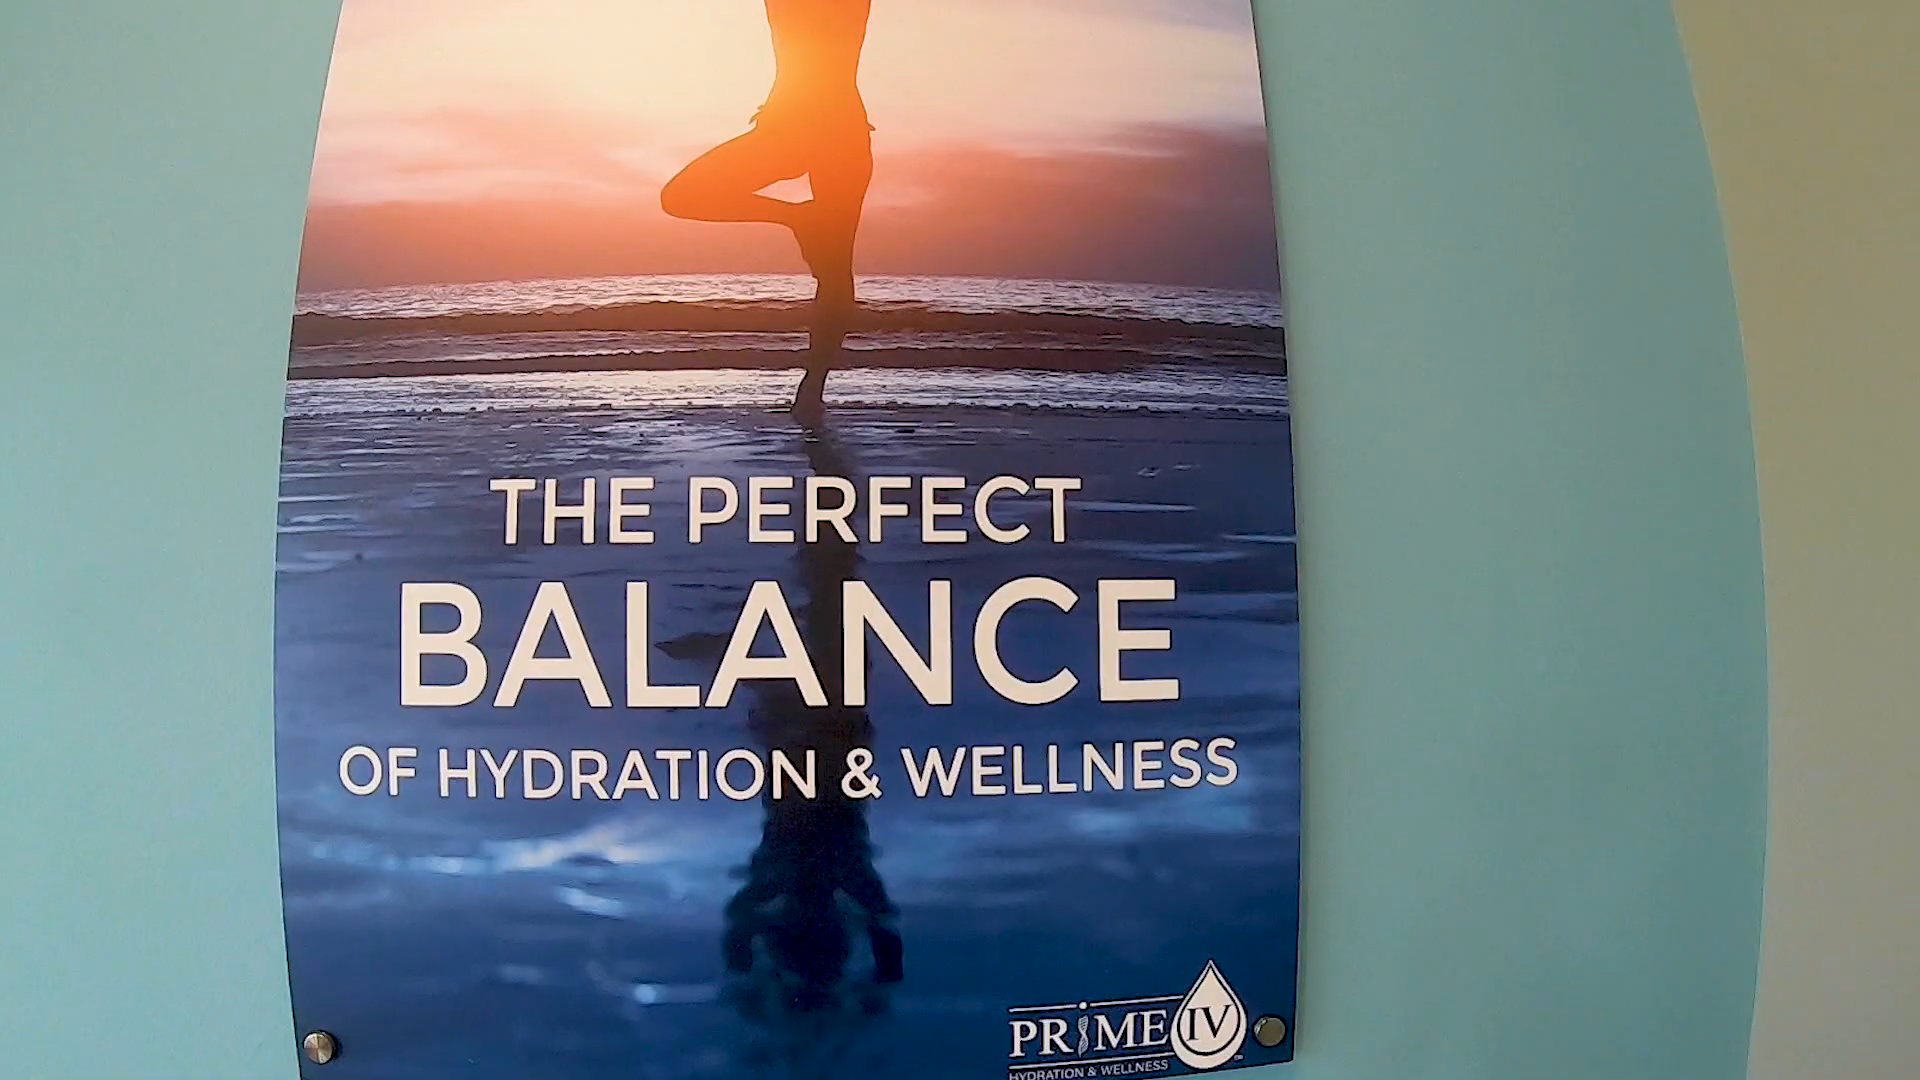 THE PERFECT
BALANCE
OF HYDRATION & WELLNESS
PRIME IV
HYDRATION & WELLNESS